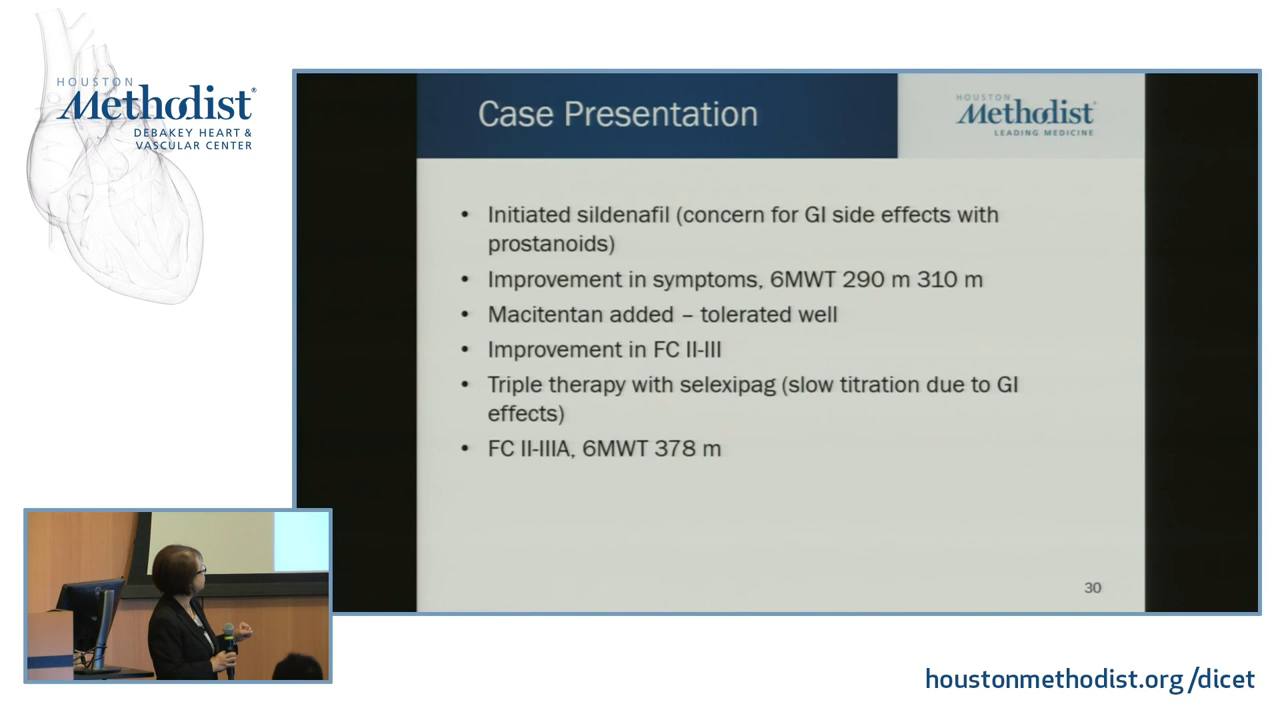 HOUSTON
Methodist®
DEBAKEY HEART &
VASCULAR CENTER
Case Presentation
HOUSTON
Methodist®
LEADING MEDICINE
• Initiated sildenafil (concern for GI side effects with
prostanoids)
• Improvement in symptoms, 6MWT 290 m 310 m
• Macitentan added – tolerated well
• Improvement in FC II-III
• Triple therapy with selexipag (slow titration due to GI
effects)
• FC II-IIIA, 6MWT 378 m
30
houstonmethodist.org/dicet